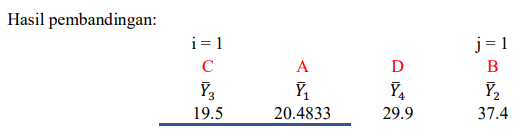 Hasil pembandingan:
i = 1 j = 1
C A D B
Ȳ₃ Ȳ₁ Ȳ₄ Ȳ₂
19.5 20.4833 29.9 37.4